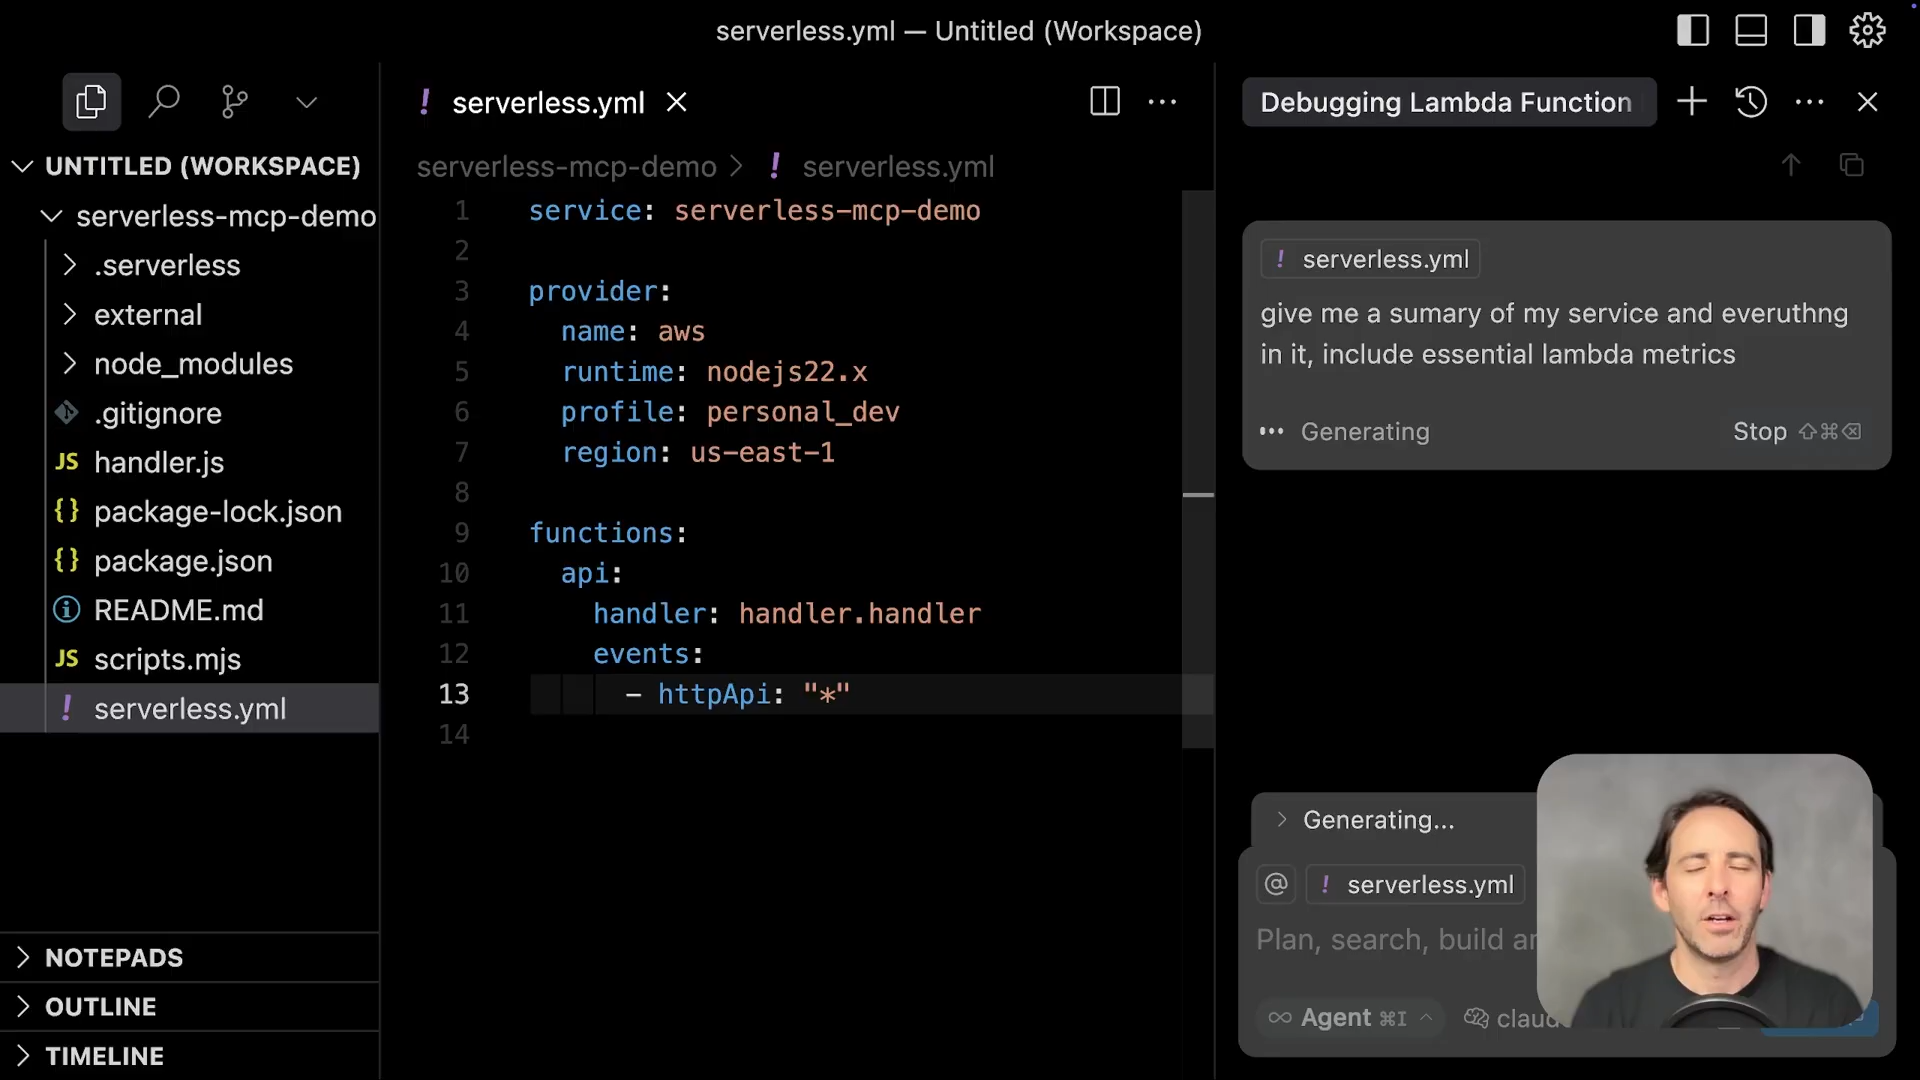 serverless.yml — Untitled (Workspace)
UNTITLED (WORKSPACE)
serverless-mcp-demo
.serverless
external
node_modules
.gitignore
JS handler.js
{} package-lock.json
{} package.json
README.md
JS scripts.mjs
! serverless.yml
NOTEPADS
OUTLINE
TIMELINE
! serverless.yml
serverless-mcp-demo > ! serverless.yml
1 service: serverless-mcp-demo
2
3 provider:
4 name: aws
5 runtime: nodejs22.x
6 profile: personal_dev
7 region: us-east-1
8
9 functions:
10 api:
11 handler: handler.handler
12 events:
13 - httpApi: "*"
14
Debugging Lambda Function
! serverless.yml
give me a sumary of my service and everuthng
in it, include essential lambda metrics
Generating
Stop ⇧⌘⌫
Generating...
@ ! serverless.yml
Plan, search, build
Agent ⌘I